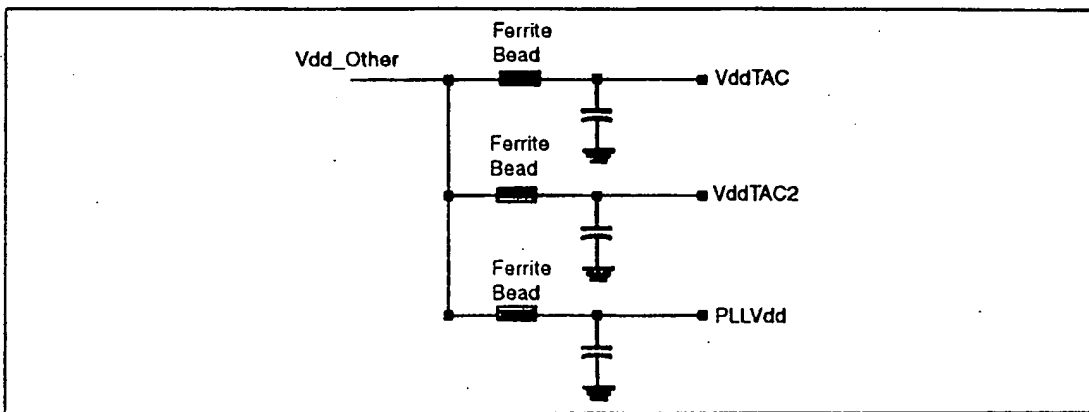 Ferrite
Bead
Vdd_Other
VddTAC
Ferrite
Bead
VddTAC2
Ferrite
Bead
PLLVdd